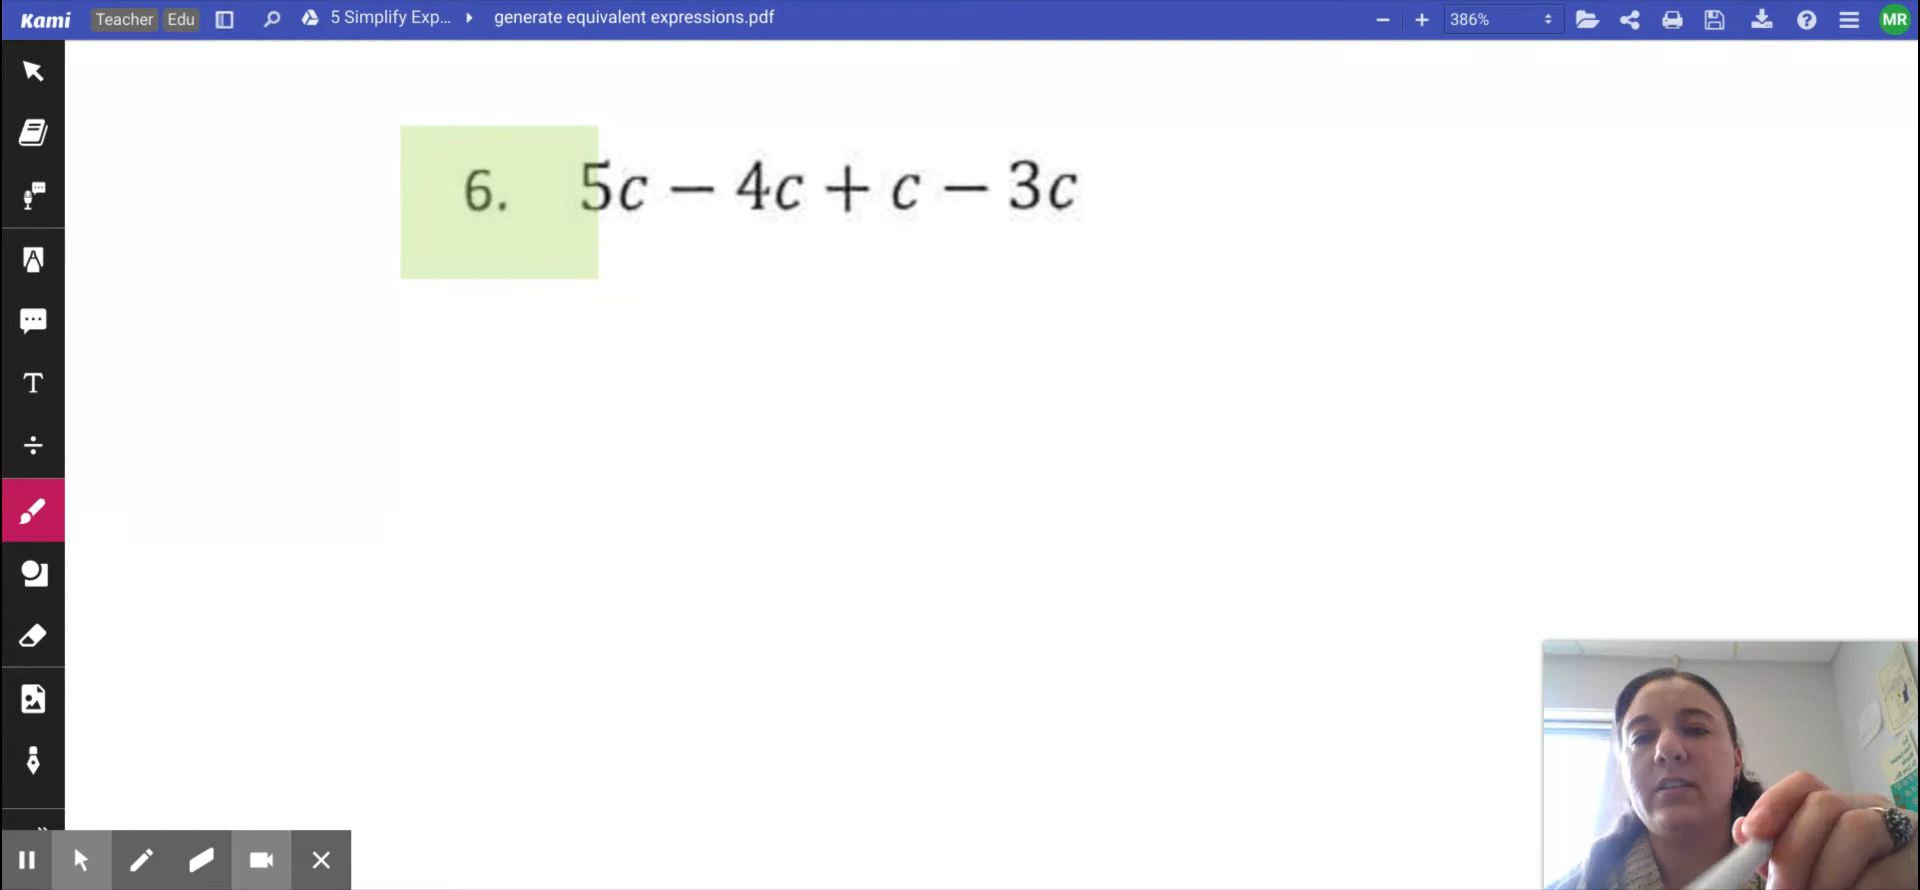 Kami Teacher Edu 5 Simplify Exp... generate equivalent expressions.pdf 386% MR
6. 5c − 4c + c − 3c